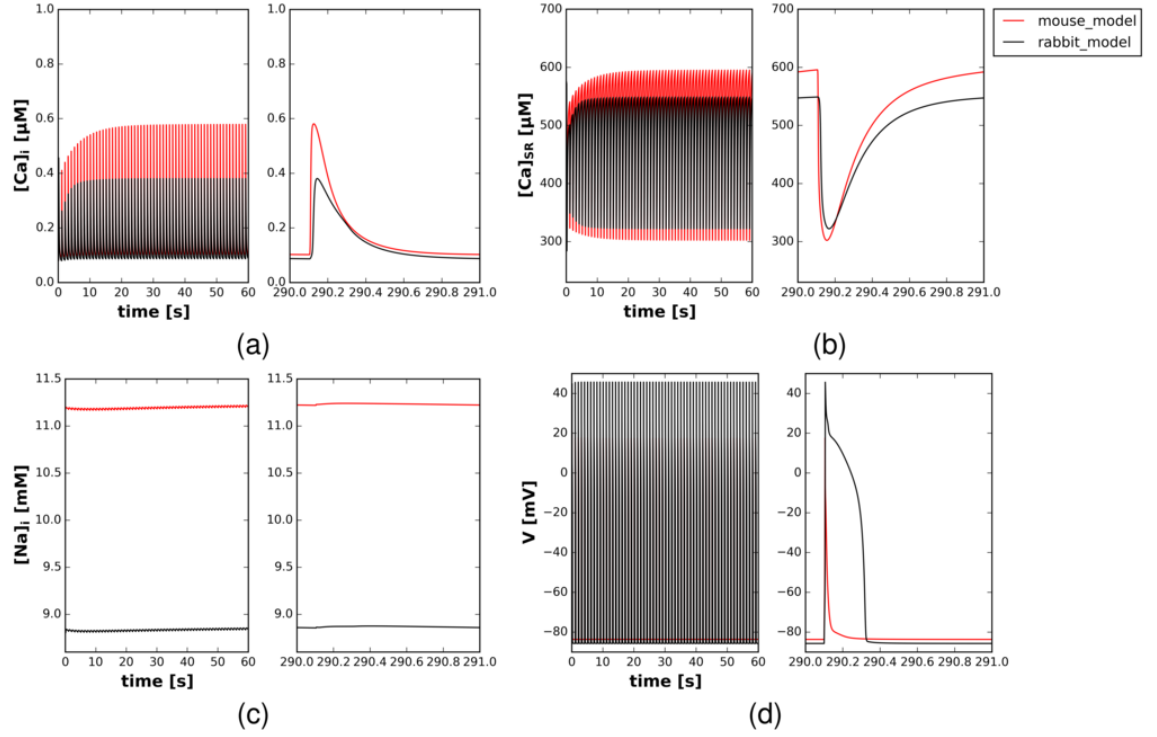 mouse_model
rabbit_model
[Ca]i [µM]
1.0
0.8
0.6
0.4
0.2
0.0
0 10 20 30 40 50 60
time [s]
1.0
0.8
0.6
0.4
0.2
0.0
290.0 290.2 290.4 290.6 290.8 291.0
(a)
[Ca]SR [µM]
700
600
500
400
300
0 10 20 30 40 50 60
time [s]
700
600
500
400
300
290.0 290.2 290.4 290.6 290.8 291.0
(b)
[Na]i [mM]
11.5
11.0
10.5
10.0
9.5
9.0
0 10 20 30 40 50 60
time [s]
11.5
11.0
10.5
10.0
9.5
9.0
290.0 290.2 290.4 290.6 290.8 291.0
(c)
V [mV]
40
20
0
−20
−40
−60
−80
0 10 20 30 40 50 60
time [s]
40
20
0
−20
−40
−60
−80
290.0 290.2 290.4 290.6 290.8 291.0
(d)